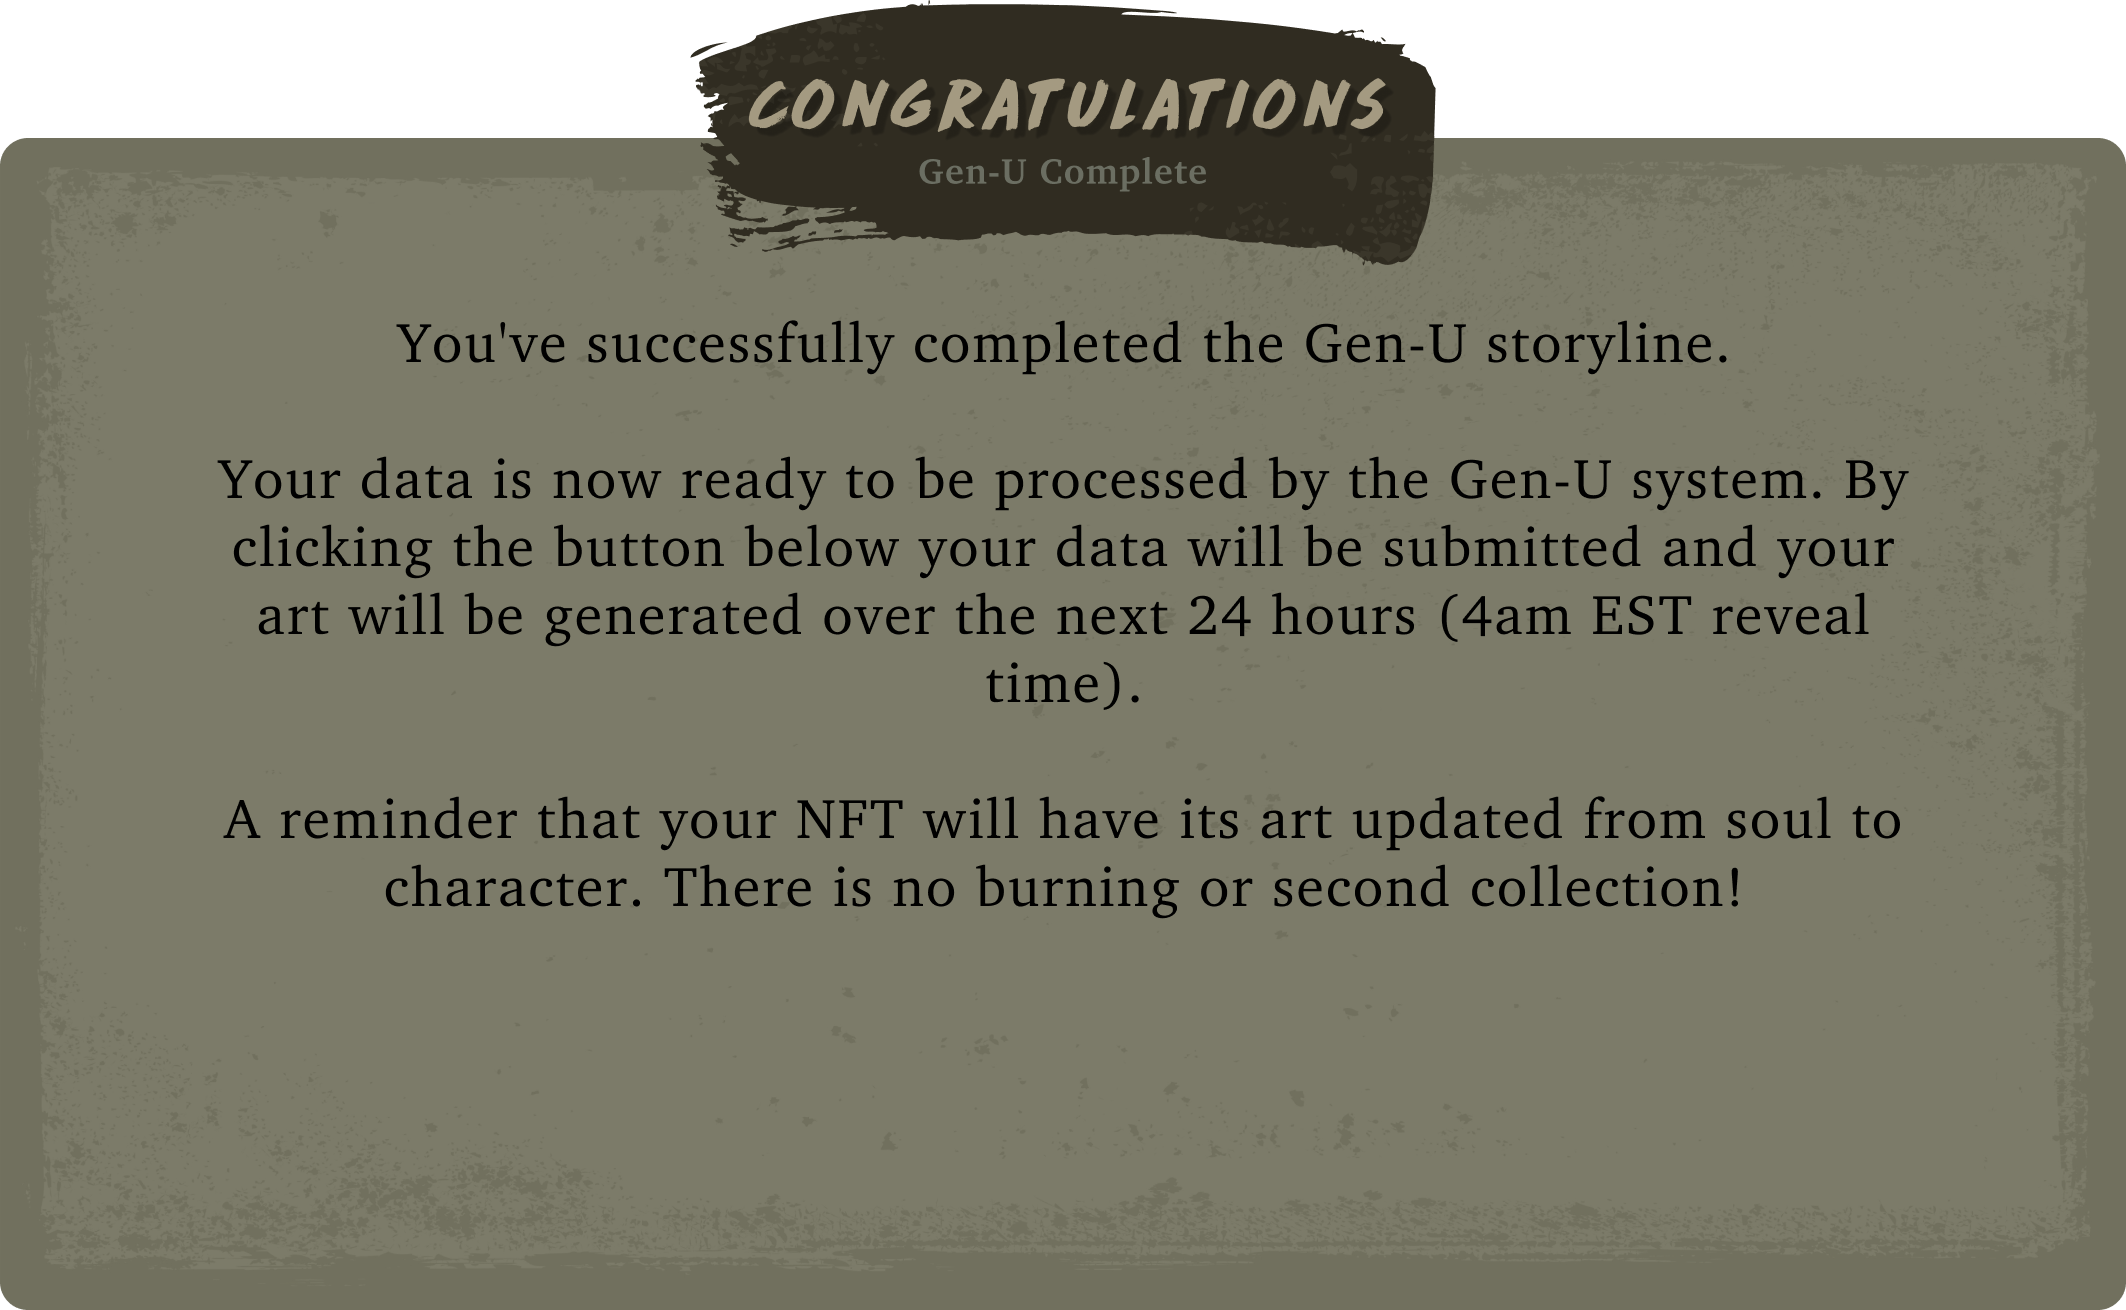 CONGRATULATIONS
Gen-U Complete
You've successfully completed the Gen-U storyline.
Your data is now ready to be processed by the Gen-U system. By
clicking the button below your data will be submitted and your
art will be generated over the next 24 hours (4am EST reveal
time).
A reminder that your NFT will have its art updated from soul to
character. There is no burning or second collection!